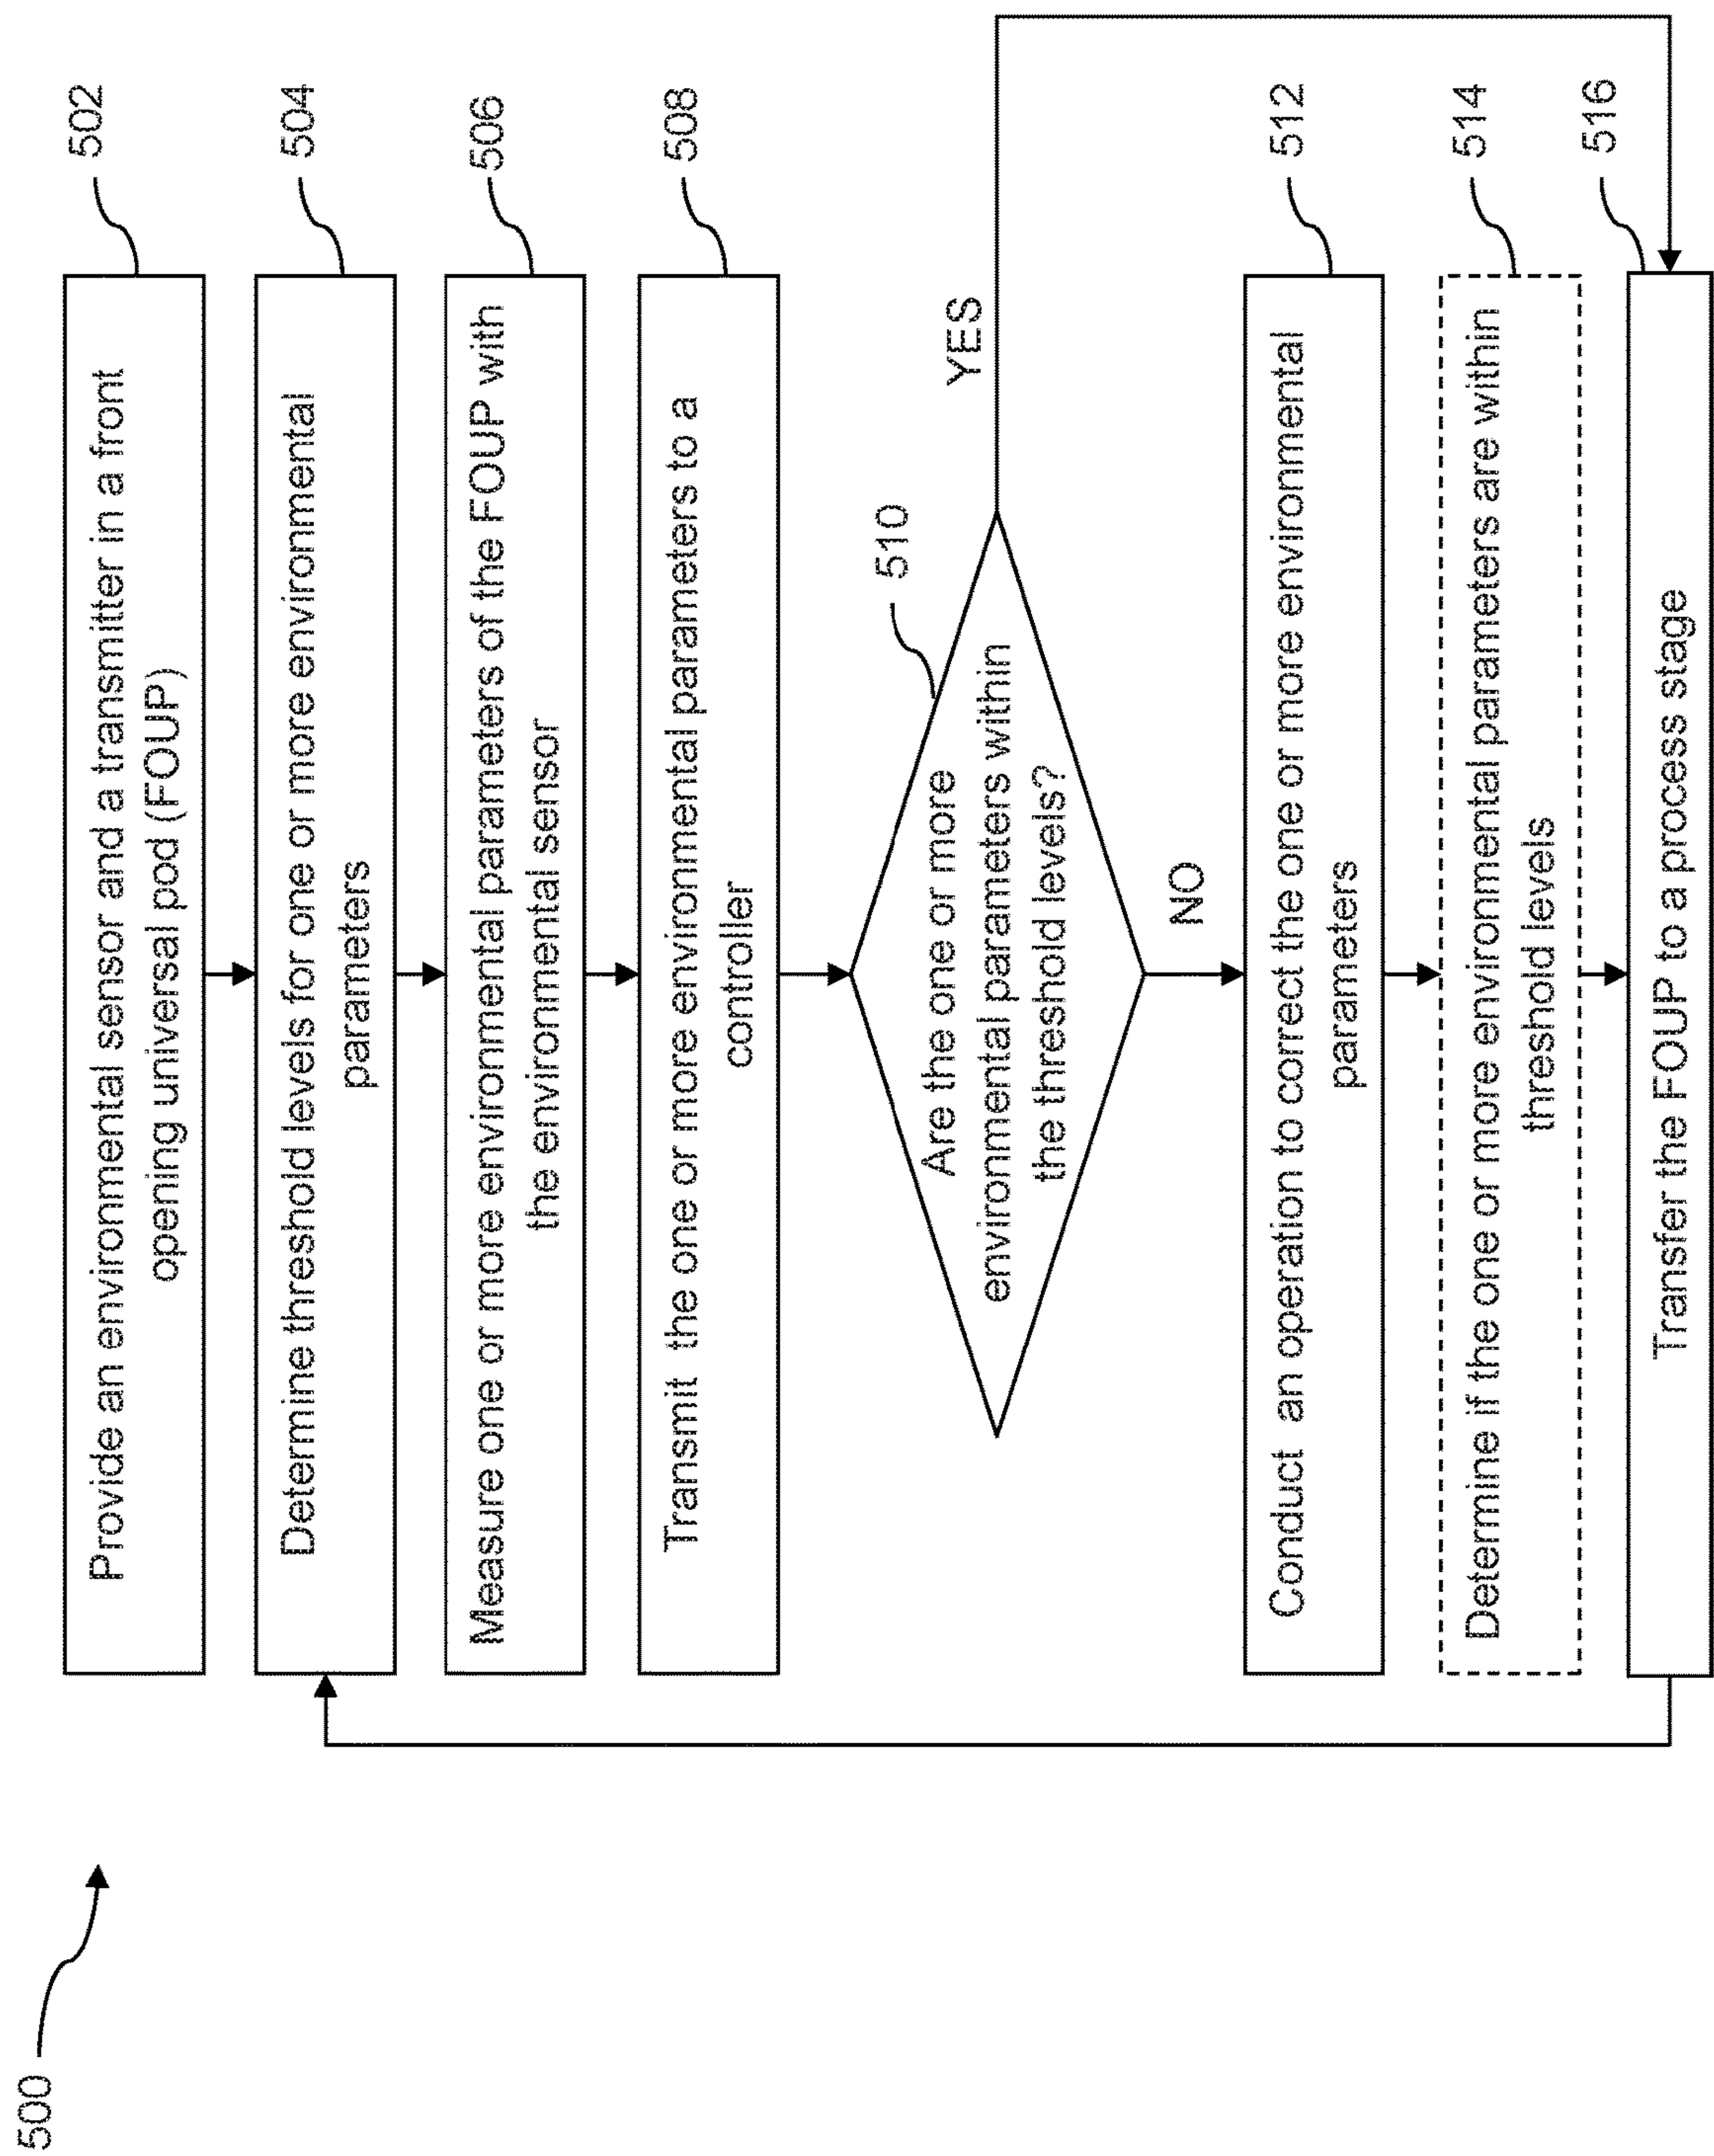 500
Provide an environmental sensor and a transmitter in a front
opening universal pod (FOUP)
502
Determine threshold levels for one or more environmental
parameters
504
Measure one or more environmental parameters of the FOUP with
the environmental sensor
506
Transmit the one or more environmental parameters to a
controller
508
Are the one or more
environmental parameters within
the threshold levels?
510
YES
NO
Conduct an operation to correct the one or more environmental
parameters
512
Determine if the one or more environmental parameters are within
threshold levels
514
Transfer the FOUP to a process stage
516